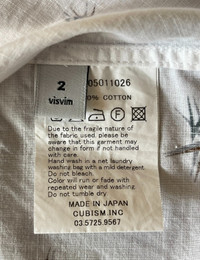 2
visvim
05011026
0% COTTON
Due to the fragile nature of
the fabric used, please be
aware that this garment may
change in form if not handled
with care.
Hand wash in a net laundry
washing bag with a mild detergent.
Do not bleach.
Color will run or fade with
repeated wear and washing.
Do not tumble dry.
MADE IN JAPAN
CUBISM.INC
03.5725.9567